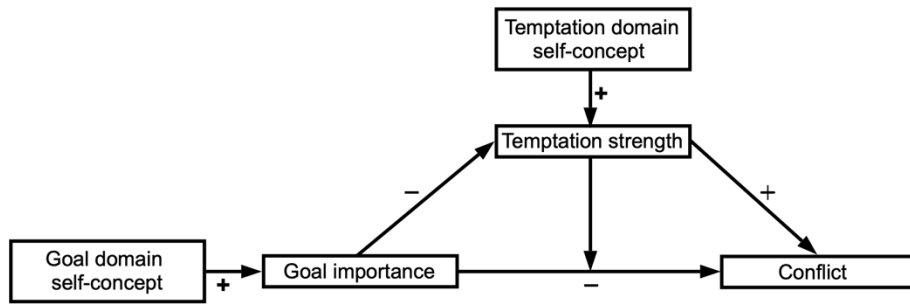 Temptation domain
self-concept
+
Temptation strength
−
+
Goal domain
self-concept
+
Goal importance
−
Conflict